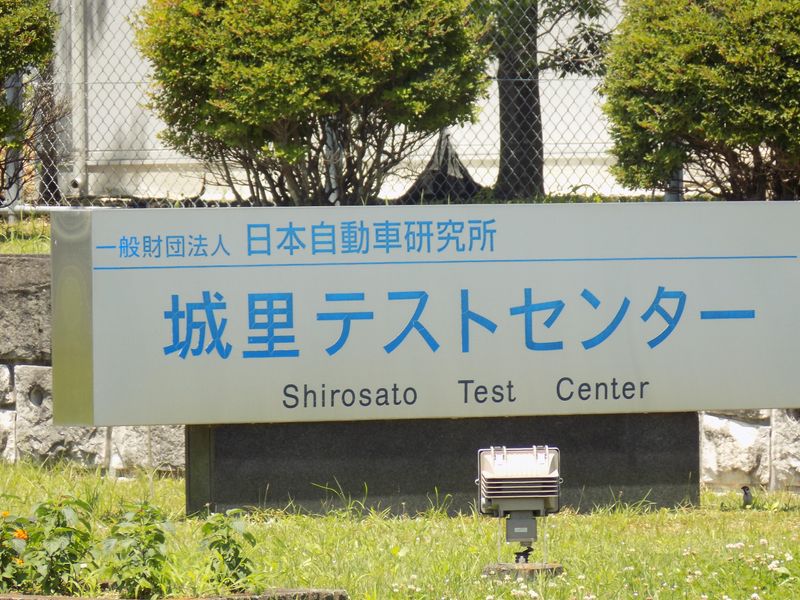 一般財団法人 日本自動車研究所
城里テストセンター
Shirosato Test Center